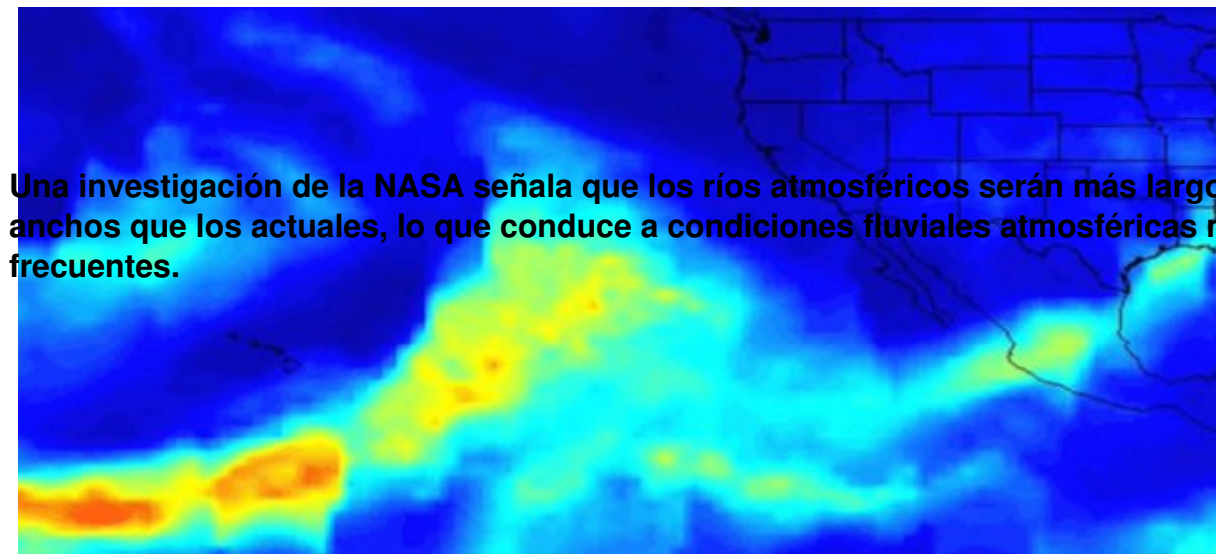 Una investigación de la NASA señala que los ríos atmosféricos serán más largo
anchos que los actuales, lo que conduce a condiciones fluviales atmosféricas
frecuentes.